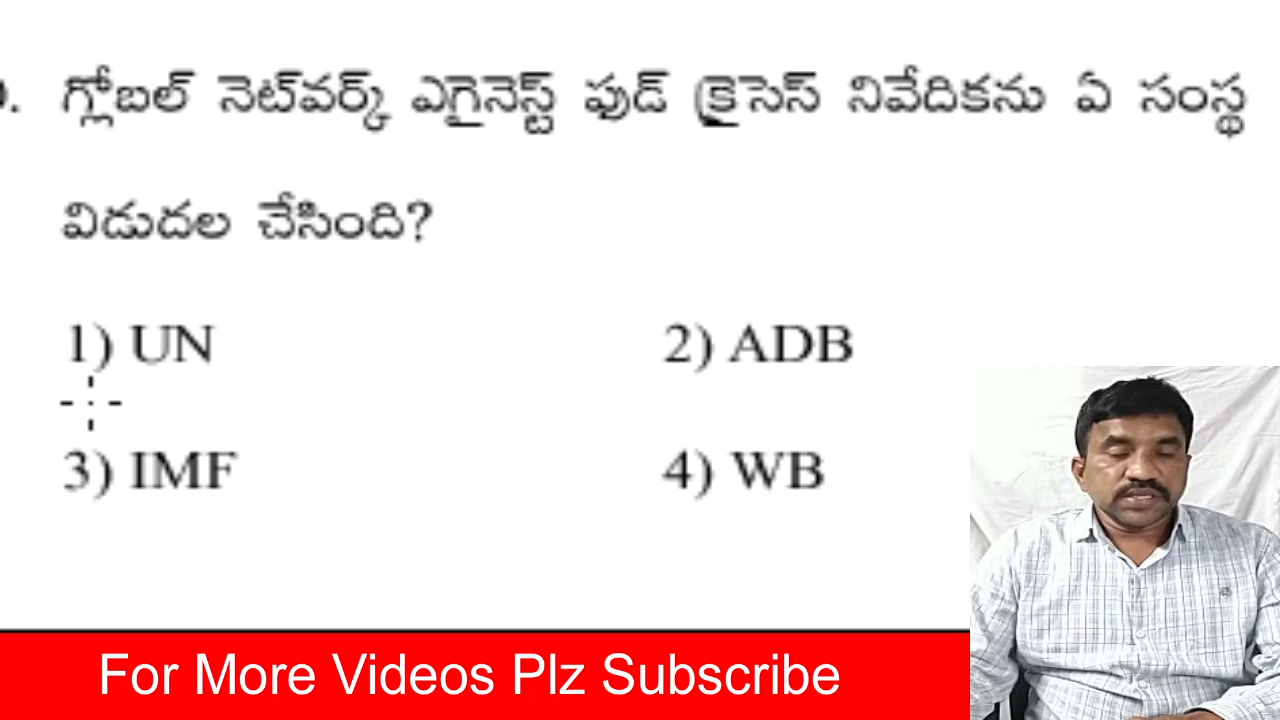 గ్లోబల్ నెట్‌వర్క్ ఎగైనెస్ట్ ఫుడ్ క్రైసెస్ నివేదికను ఏ సంస్థ
విడుదల చేసింది?
1) UN 2) ADB
3) IMF 4) WB
For More Videos Plz Subscribe